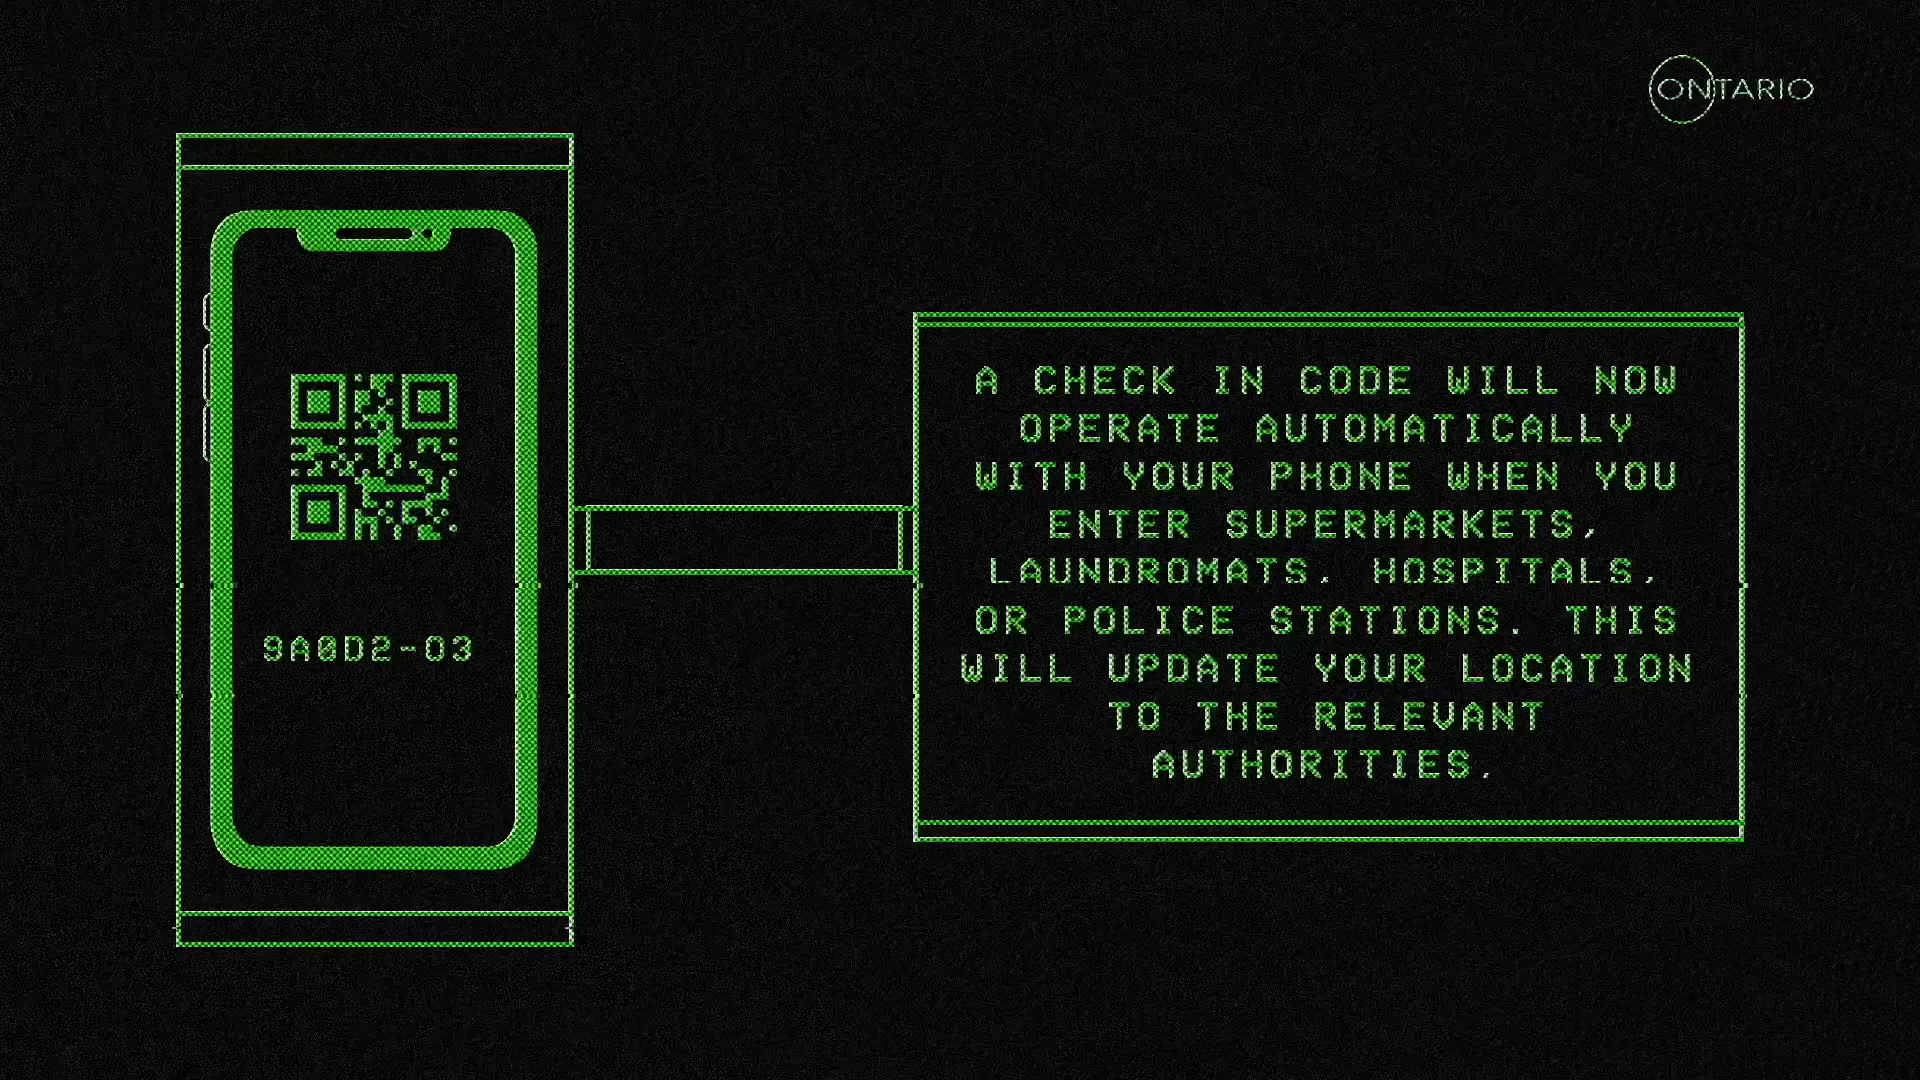 ONTARIO
9A0D2-03
A CHECK IN CODE WILL NOW
OPERATE AUTOMATICALLY
WITH YOUR PHONE WHEN YOU
ENTER SUPERMARKETS,
LAUNDROMATS, HOSPITALS,
OR POLICE STATIONS. THIS
WILL UPDATE YOUR LOCATION
TO THE RELEVANT
AUTHORITIES.